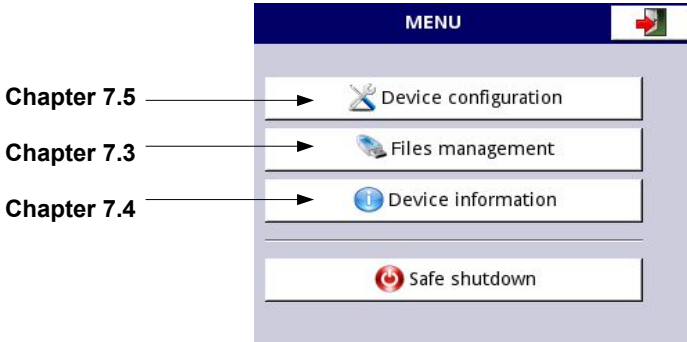 MENU
Chapter 7.5
Device configuration
Chapter 7.3
Files management
Chapter 7.4
Device information
Safe shutdown